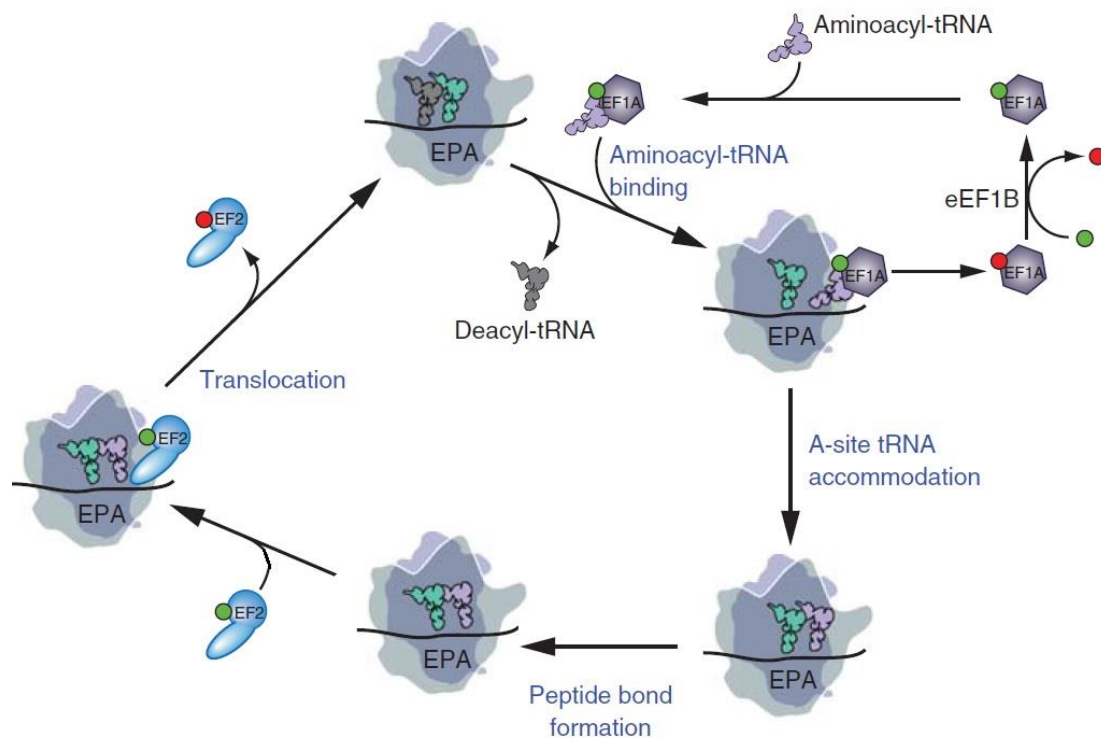 Aminoacyl-tRNA
EF1A
EF1A
EPA
Aminoacyl-tRNA
binding
eEF1B
EF2
EF1A
EF1A
Deacyl-tRNA
EPA
Translocation
EF2
A-site tRNA
accommodation
EPA
EF2
EPA
EPA
Peptide bond
formation